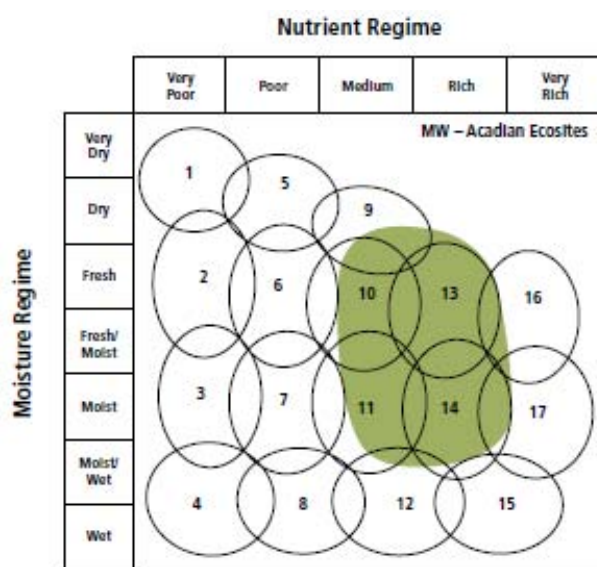 Nutrient Regime
Very
Poor
Poor
Medium
Rich
Very
Rich
MW – Acadian Ecosites
Moisture Regime
Very
Dry
Dry
Fresh
Fresh/
Moist
Moist
Moist/
Wet
Wet
1
5
9
2
6
10
13
16
3
7
11
14
17
4
8
12
15